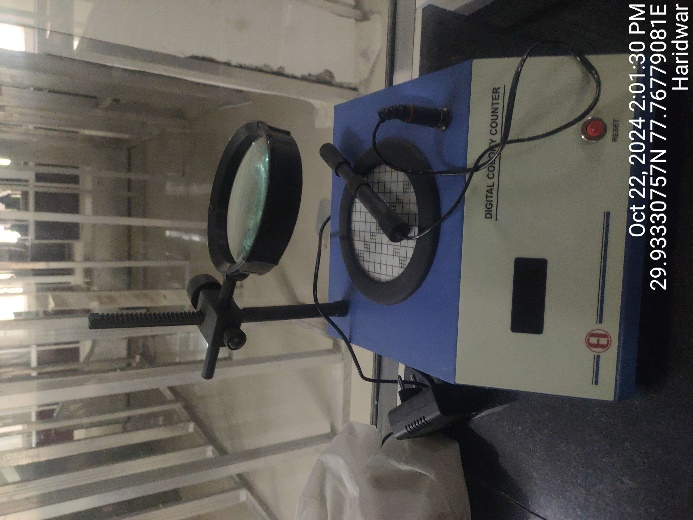 DIGITAL COLONY COUNTER
RESET
Oct 22, 2024 2:01:30 PM
29.93330757N 77.76779081E
Haridwar